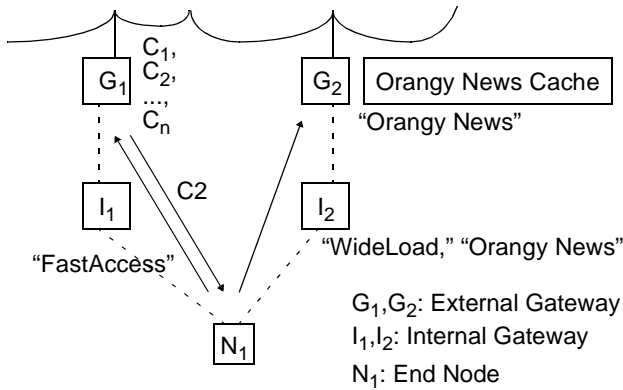 G1
C1,
C2,
...,
Cn
G2
Orangy News Cache
“Orangy News”
C2
I1
I2
“FastAccess”
“WideLoad,” “Orangy News”
N1
G1,G2: External Gateway
I1,I2: Internal Gateway
N1: End Node